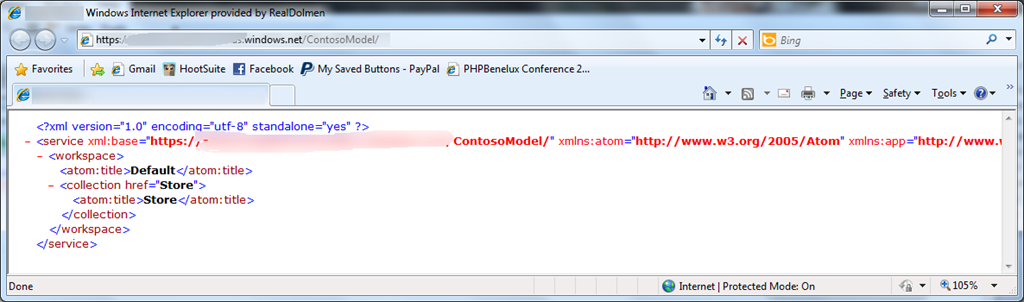 Windows Internet Explorer provided by RealDolmen
https: windows.net/ContosoModel/
Bing
Favorites Gmail HootSuite Facebook My Saved Buttons - PayPal PHPBenelux Conference 2...
Page Safety Tools
<?xml version="1.0" encoding="utf-8" standalone="yes" ?>
- <service xml:base="https:/ ContosoModel/" xmlns:atom="http://www.w3.org/2005/Atom" xmlns:app="http://www.
- <workspace>
<atom:title>Default</atom:title>
- <collection href="Store">
<atom:title>Store</atom:title>
</collection>
</workspace>
</service>
Done Internet | Protected Mode: On 105%